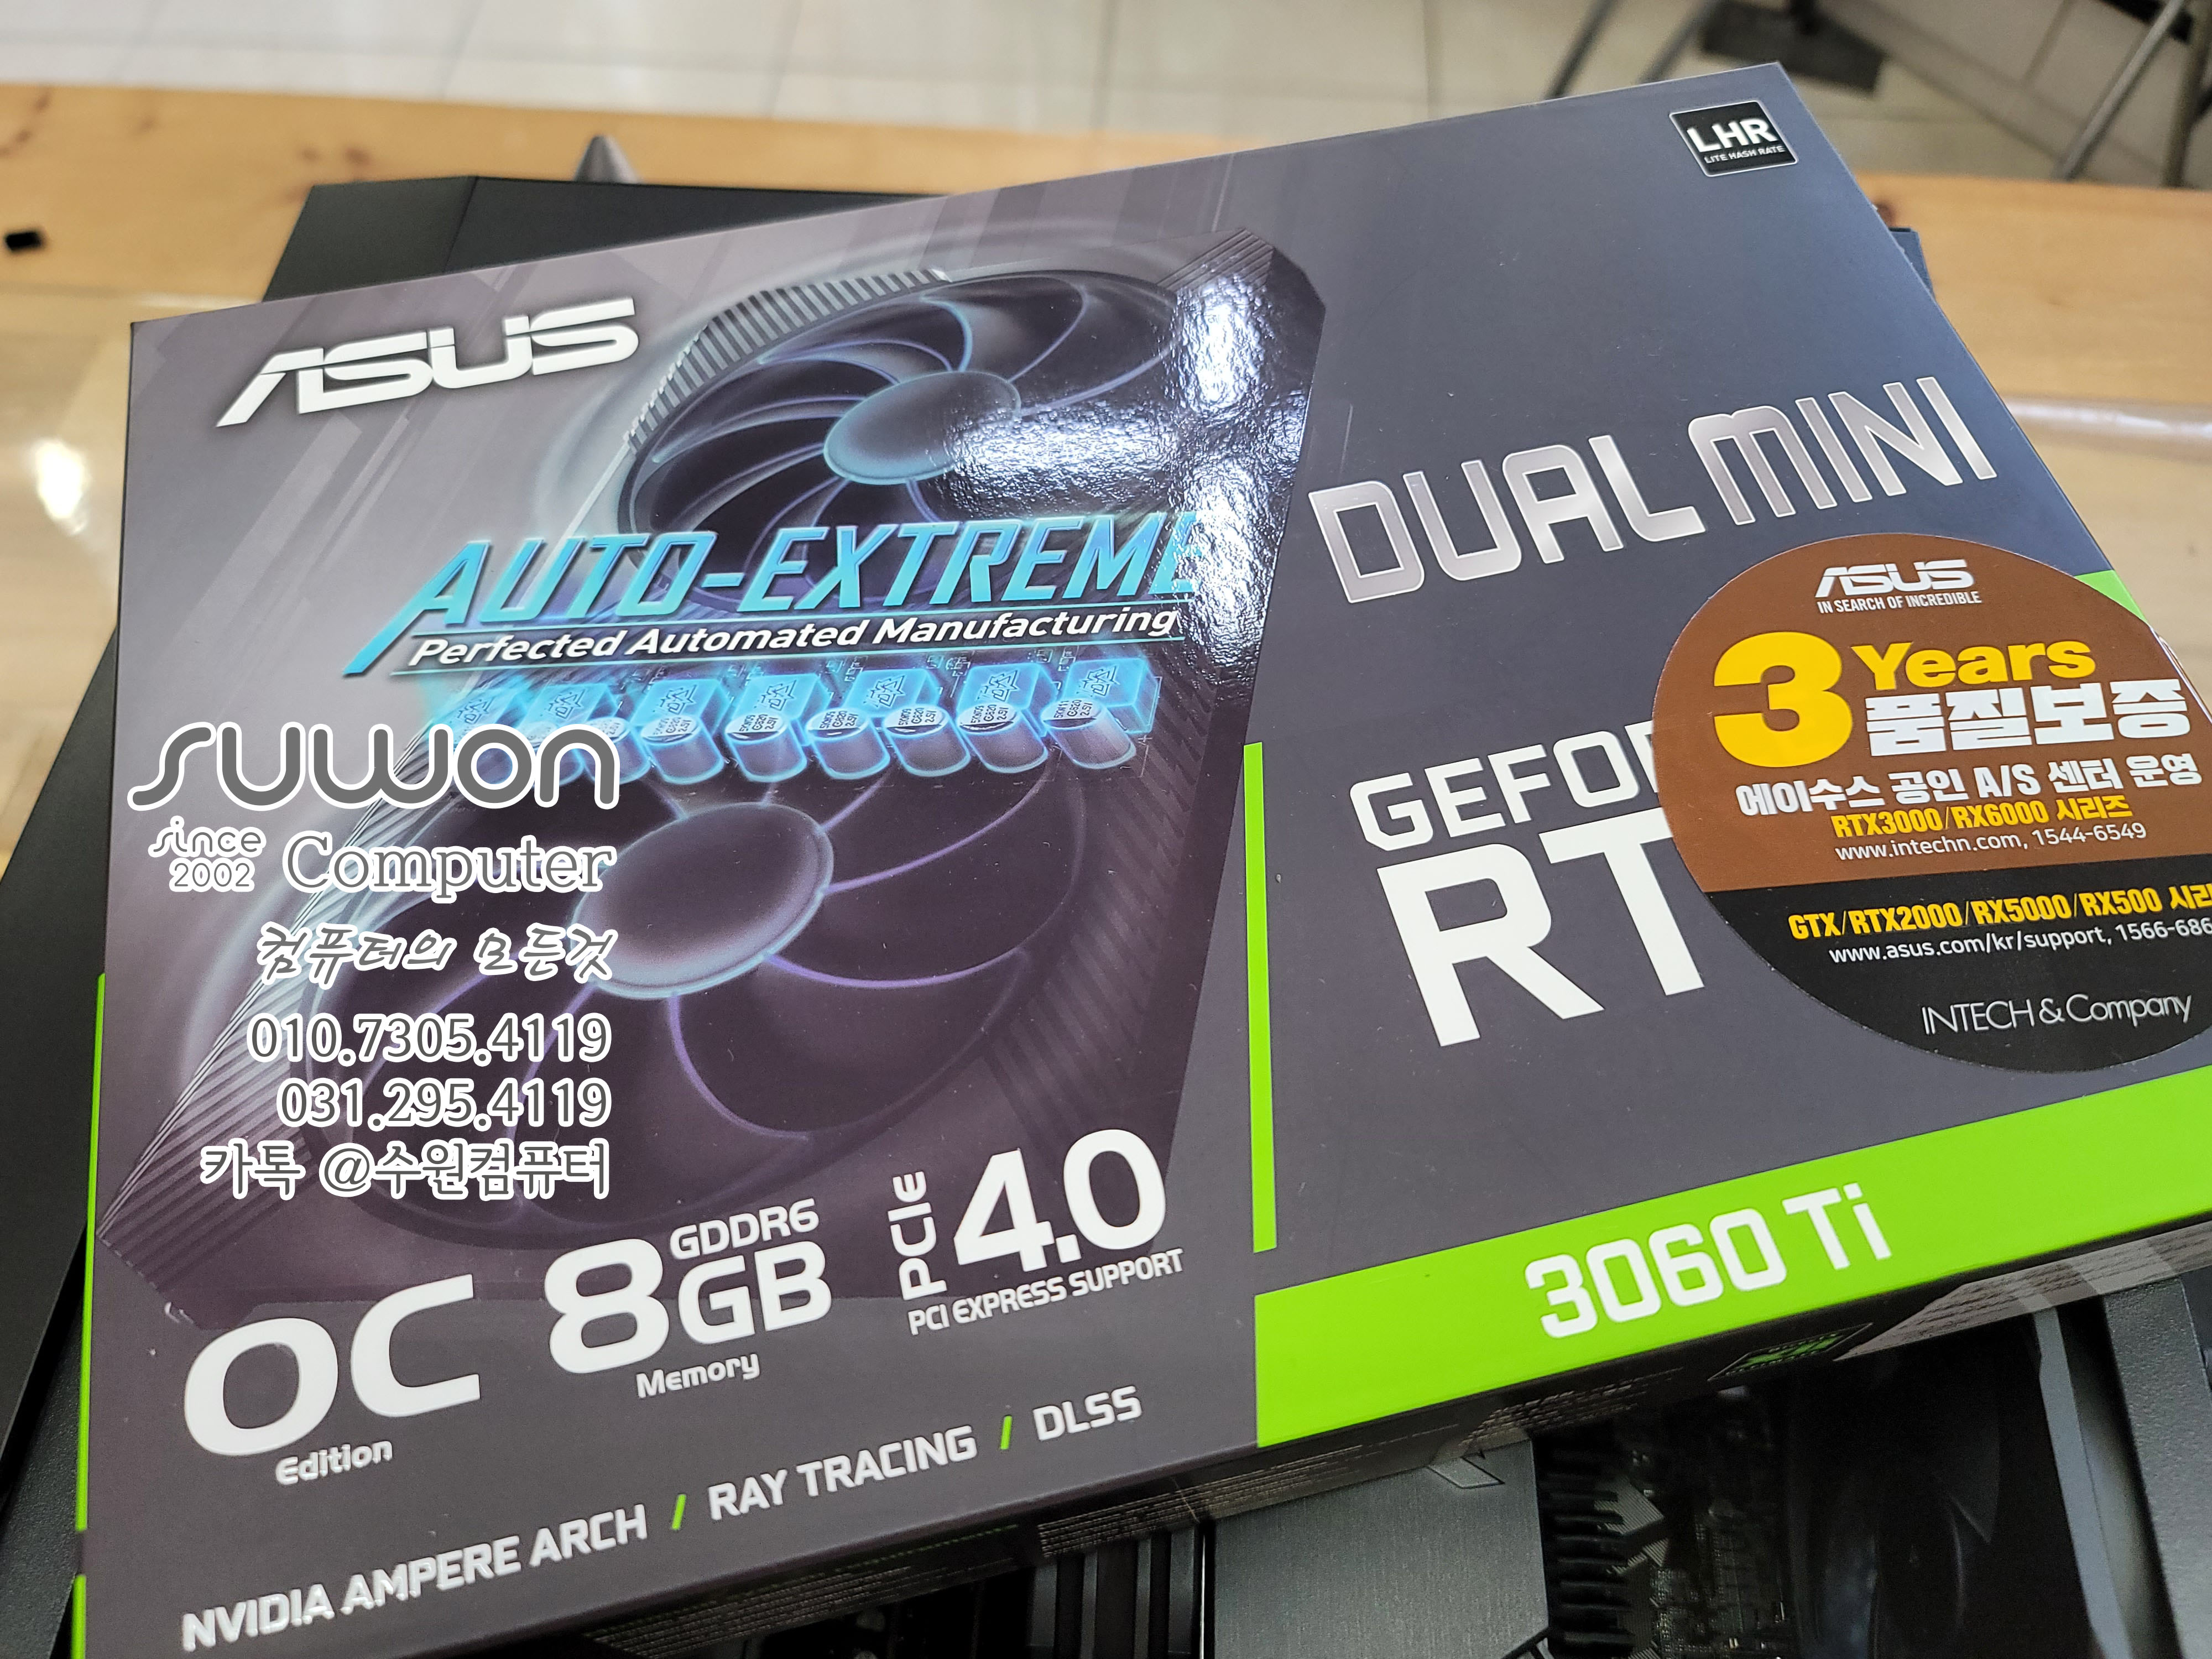 LHR
LITE HASH RATE
ASUS
DUAL MINI
AUTO-EXTREME
Perfected Automated Manufacturing
ASUS
IN SEARCH OF INCREDIBLE
3 Years
품질보증
에이수스 공인 A/S 센터 운영
RTX3000/RX6000 시리즈
www.intechn.com, 1544-6549
GTX/RTX2000/RX5000/RX500 시리
www.asus.com/kr/support, 1566-686
INTECH & Company
GEFO
RT
3060 Ti
suwon
since 2002
Computer
컴퓨터의 모든것
010.7305.4119
031.295.4119
카톡 @수원컴퓨터
OC
Edition
8GB
GDDR6
Memory
PCIe 4.0
PCI EXPRESS SUPPORT
NVIDIA AMPERE ARCH / RAY TRACING / DLSS